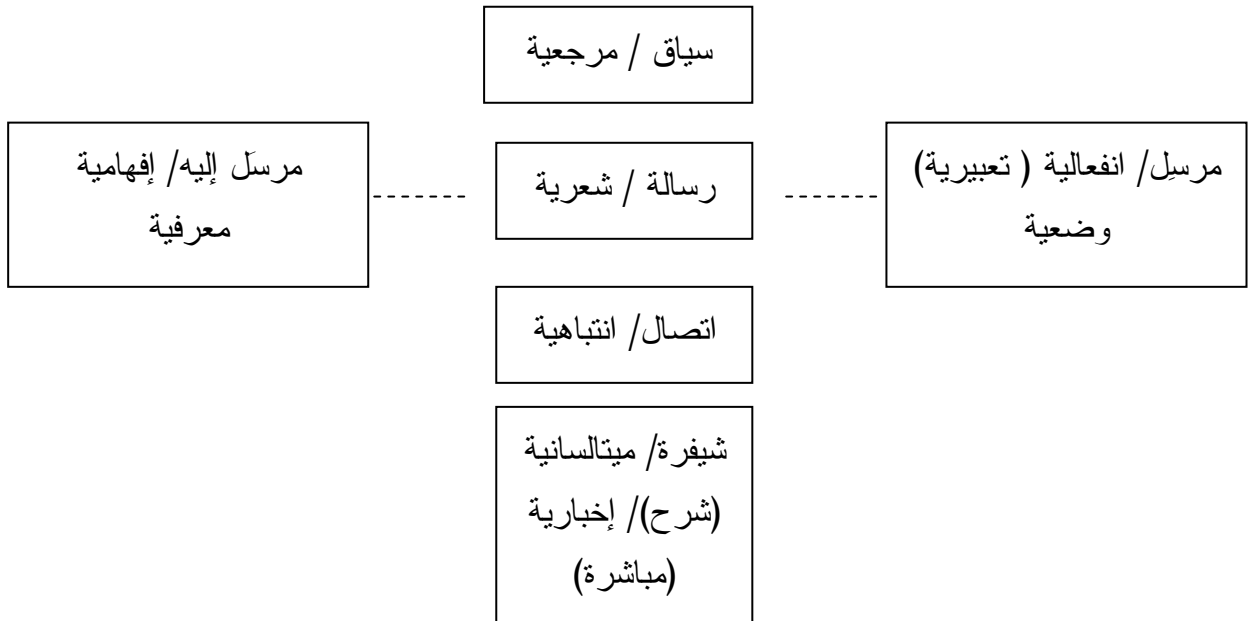 سياق / مرجعية
مرسِل/ انفعالية ( تعبيرية)
وضعية
رسالة / شعرية
مرسَل إليه/ إفهامية
معرفية
اتصال/ انتباهية
شيفرة/ ميتالسانية
(شرح)/ إخبارية
(مباشرة)